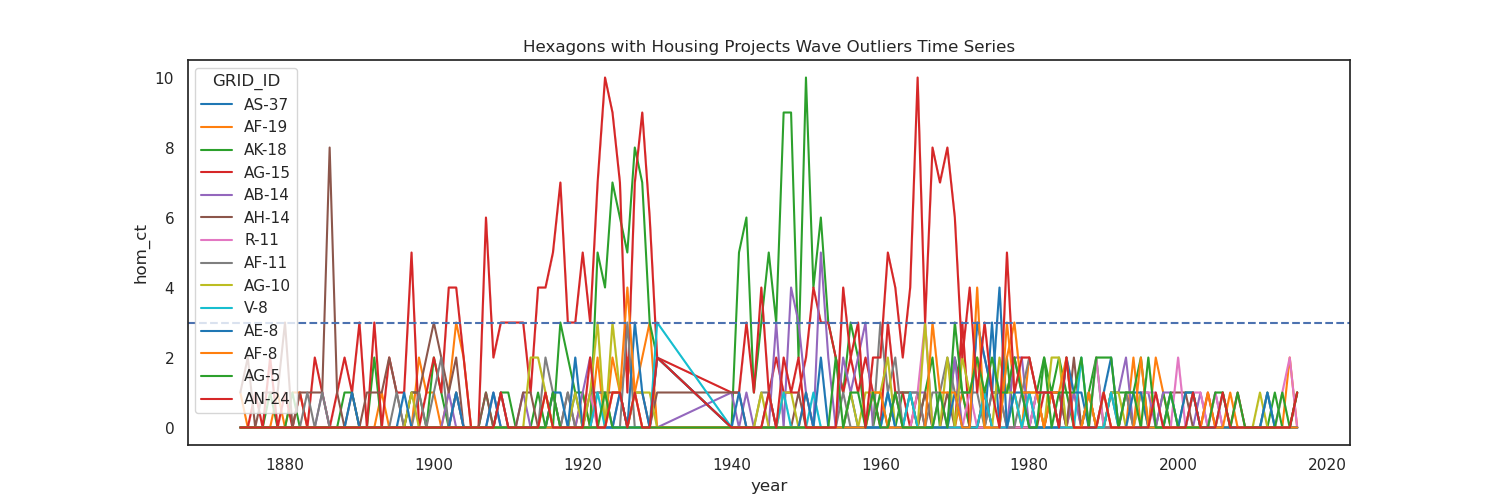 Hexagons with Housing Projects Wave Outliers Time Series
hom_ct
10
8
6
4
2
0
GRID_ID
AS-37
AF-19
AK-18
AG-15
AB-14
AH-14
R-11
AF-11
AG-10
V-8
AE-8
AF-8
AG-5
AN-24
1880
1900
1920
1940
1960
1980
2000
2020
year